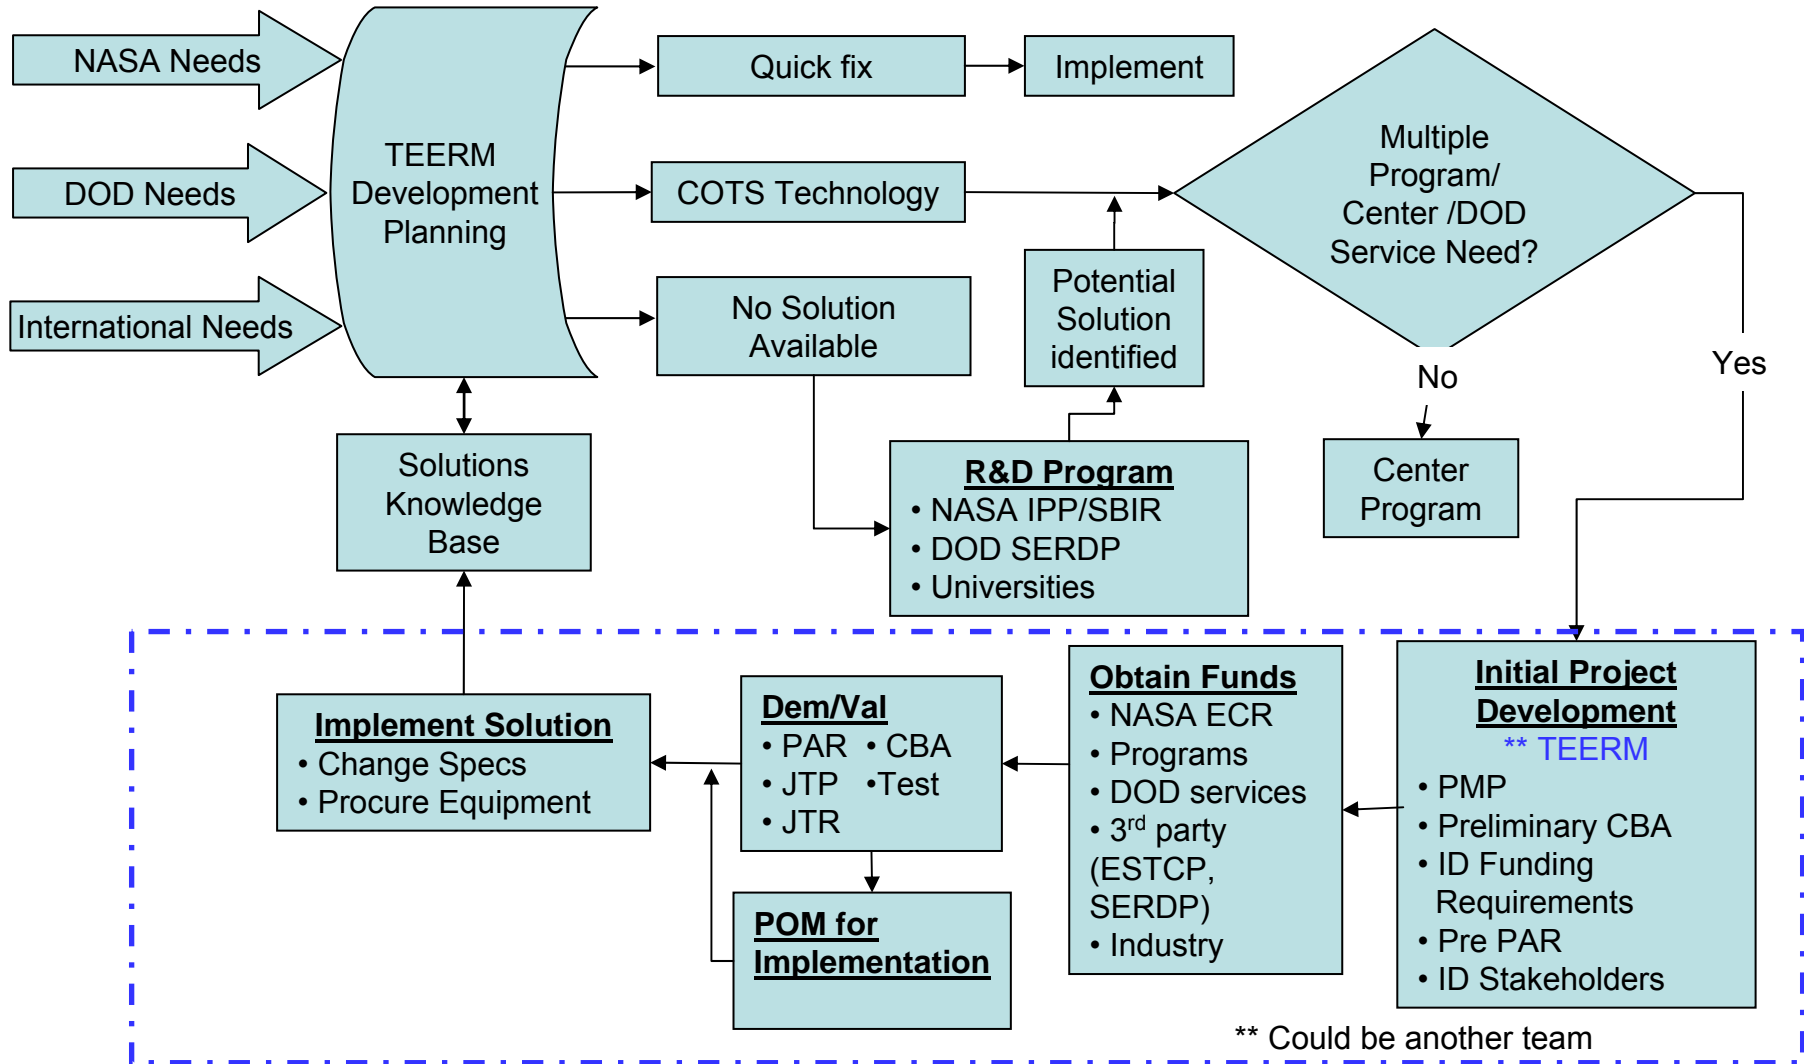 NASA Needs
DOD Needs
International Needs
TEERM
Development
Planning
Quick fix
Implement
COTS Technology
No Solution
Available
Potential
Solution
identified
Multiple
Program/
Center /DOD
Service Need?
No
Yes
Center
Program
Solutions
Knowledge
Base
R&D Program
• NASA IPP/SBIR
• DOD SERDP
• Universities
Implement Solution
• Change Specs
• Procure Equipment
Dem/Val
• PAR • CBA
• JTP •Test
• JTR
POM for
Implementation
Obtain Funds
• NASA ECR
• Programs
• DOD services
• 3rd party
(ESTCP,
SERDP)
• Industry
Initial Project
Development
** TEERM
• PMP
• Preliminary CBA
• ID Funding
Requirements
• Pre PAR
• ID Stakeholders
** Could be another team